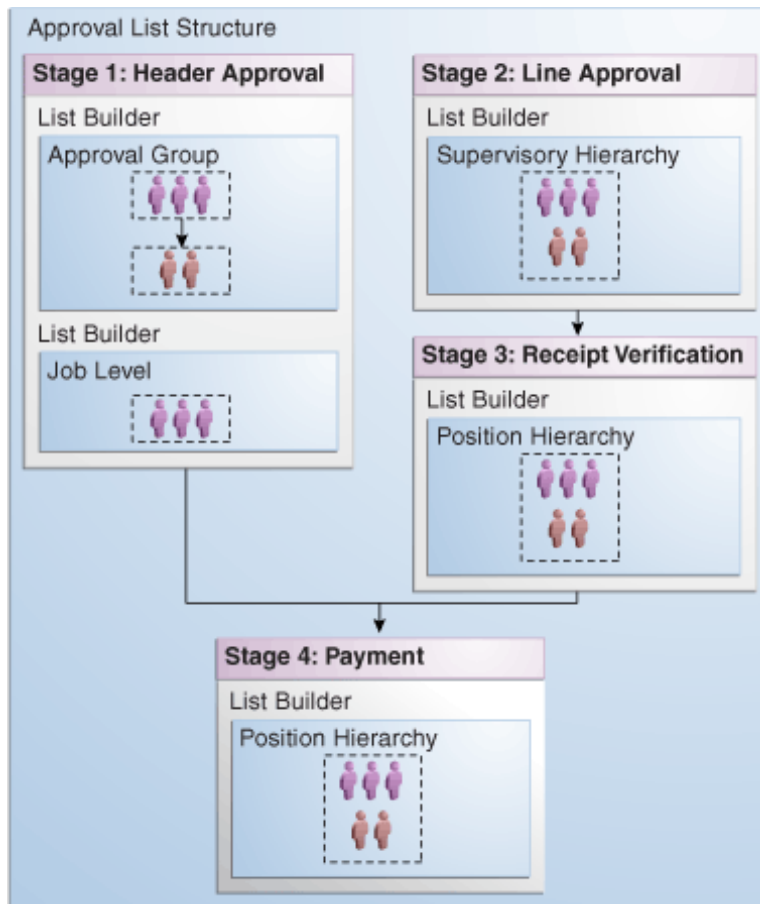 Approval List Structure
Stage 1: Header Approval
List Builder
Approval Group
List Builder
Job Level
Stage 2: Line Approval
List Builder
Supervisory Hierarchy
Stage 3: Receipt Verification
List Builder
Position Hierarchy
Stage 4: Payment
List Builder
Position Hierarchy